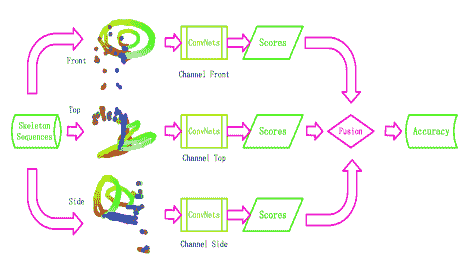 Front
ConvNets
Scores
Channel Front
Top
Skeleton
Sequences
ConvNets
Scores
Fusion
Accuracy
Channel Top
Side
ConvNets
Scores
Channel Side